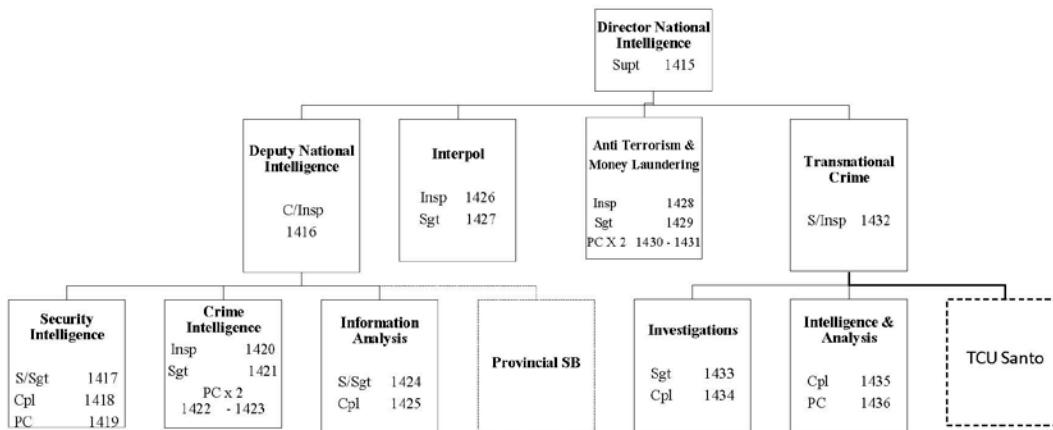 Director National
Intelligence
Supt 1415
Deputy National
Intelligence
C/Insp
1416
Interpol
Insp 1426
Sgt 1427
Anti Terrorism &
Money Laundering
Insp 1428
Sgt 1429
PC X 2 1430 - 1431
Transnational
Crime
S/Insp 1432
Security
Intelligence
S/Sgt 1417
Cpl 1418
PC 1419
Crime
Intelligence
Insp 1420
Sgt 1421
PC x 2
1422 - 1423
Information
Analysis
S/Sgt 1424
Cpl 1425
Provincial SB
Investigations
Sgt 1433
Cpl 1434
Intelligence &
Analysis
Cpl 1435
PC 1436
TCU Santo